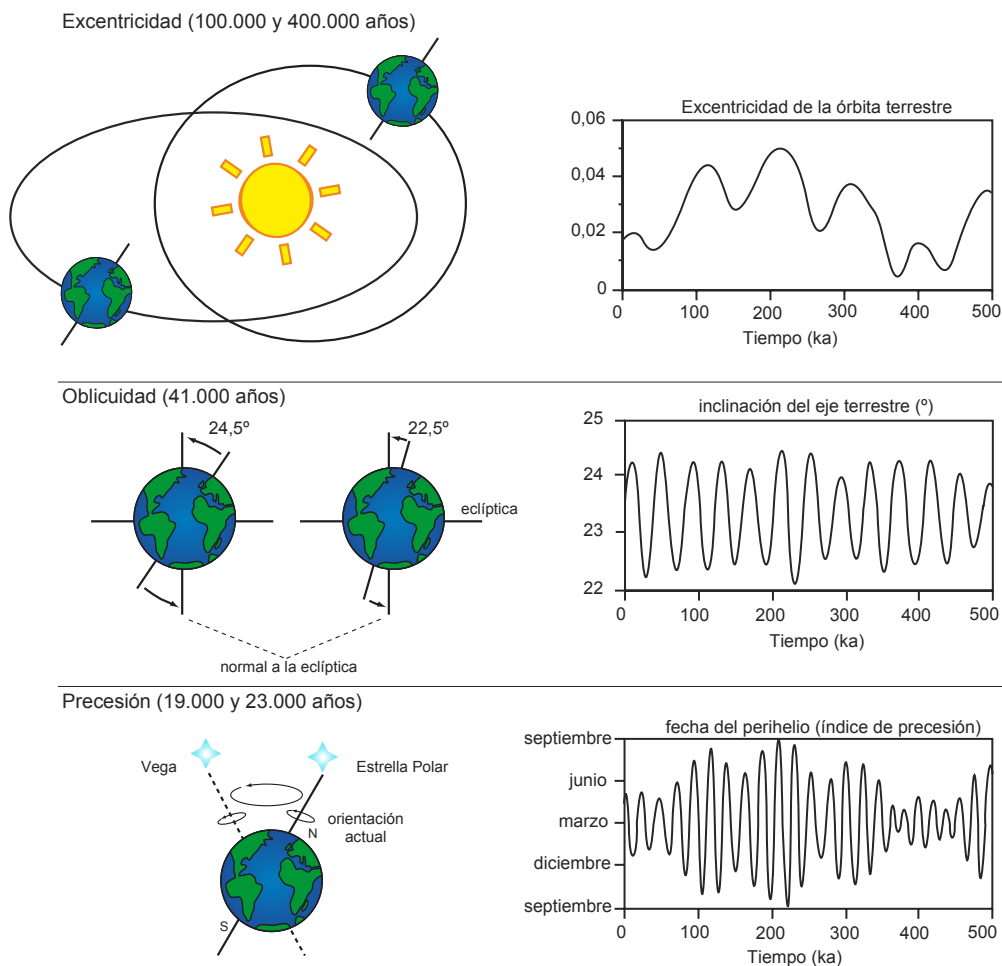 Excentricidad (100.000 y 400.000 años)
Excentricidad de la órbita terrestre
0,06
0,04
0,02
0
0 100 200 300 400 500
Tiempo (ka)
Oblicuidad (41.000 años)
24,5º
22,5º
eclíptica
normal a la eclíptica
inclinación del eje terrestre (º)
25
24
23
22
0 100 200 300 400 500
Tiempo (ka)
Precesión (19.000 y 23.000 años)
Vega
Estrella Polar
orientación
actual
N
S
fecha del perihelio (índice de precesión)
septiembre
junio
marzo
diciembre
septiembre
0 100 200 300 400 500
Tiempo (ka)